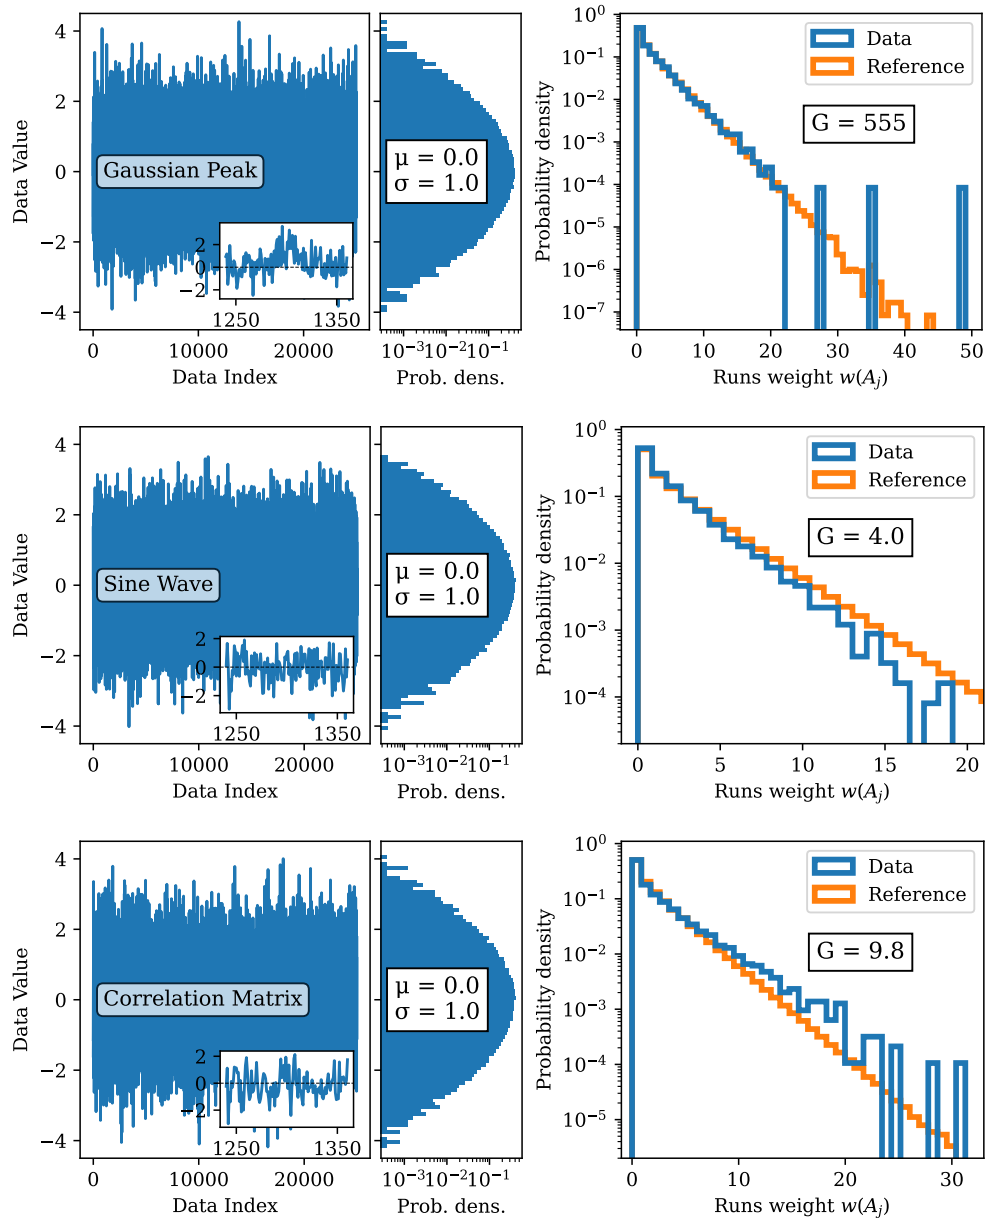 4
2
0
−2
−4
Data Value
Gaussian Peak
2
0
−2
1250 1350
0 10000 20000
Data Index
μ = 0.0
σ = 1.0
10⁻³ 10⁻² 10⁻¹
Prob. dens.
10⁰
10⁻¹
10⁻²
10⁻³
10⁻⁴
10⁻⁵
10⁻⁶
10⁻⁷
Probability density
Data
Reference
G = 555
0 10 20 30 40 50
Runs weight w(Aⱼ)
4
2
0
−2
−4
Data Value
Sine Wave
2
0
−2
1250 1350
0 10000 20000
Data Index
μ = 0.0
σ = 1.0
10⁻³ 10⁻² 10⁻¹
Prob. dens.
10⁰
10⁻¹
10⁻²
10⁻³
10⁻⁴
Probability density
Data
Reference
G = 4.0
0 5 10 15 20
Runs weight w(Aⱼ)
4
2
0
−2
−4
Data Value
Correlation Matrix
2
0
−2
1250 1350
0 10000 20000
Data Index
μ = 0.0
σ = 1.0
10⁻³ 10⁻² 10⁻¹
Prob. dens.
10⁰
10⁻¹
10⁻²
10⁻³
10⁻⁴
10⁻⁵
Probability density
Data
Reference
G = 9.8
0 10 20 30
Runs weight w(Aⱼ)